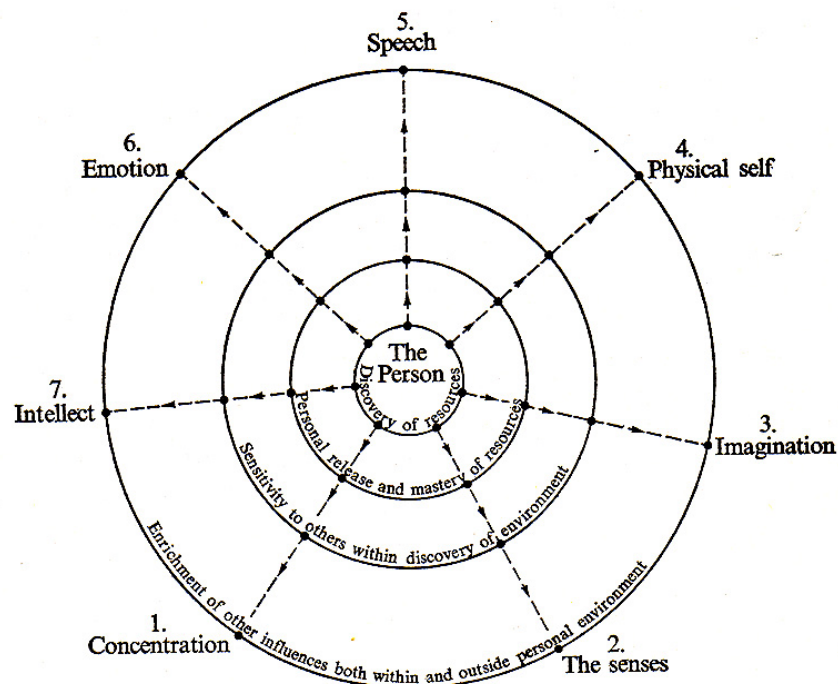 5.
Speech
6.
Emotion
4.
Physical self
The
Person
Discovery of resources
7.
Intellect
Personal release and mastery of resources
3.
Imagination
Sensitivity to others within discovery of environment
Enrichment of other influences both within and outside personal environment
1.
Concentration
2.
The senses